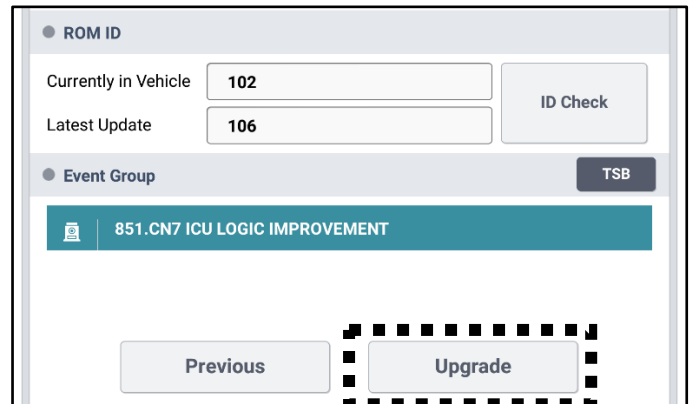 ROM ID
Currently in Vehicle 102
ID Check
Latest Update 106
Event Group TSB
851.CN7 ICU LOGIC IMPROVEMENT
Previous Upgrade